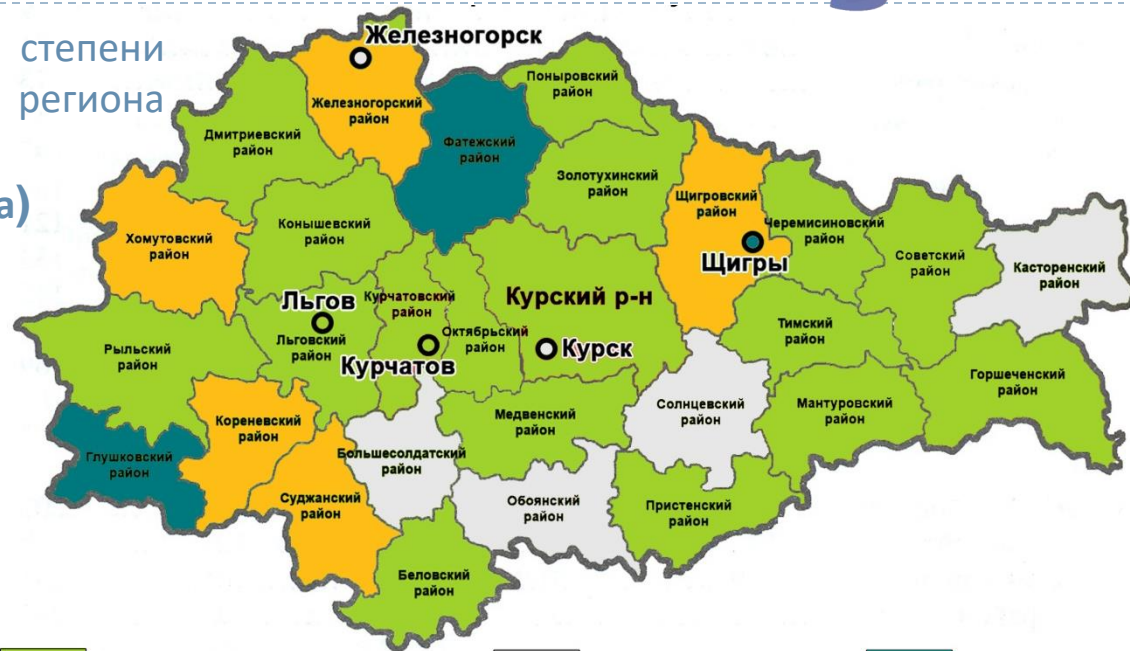 степени
региона
а)
Железногорск
Поныровский
район
Железногорский
район
Дмитриевский
район
Фатежский
район
Золотухинский
район
Щигровский
район
Черемисиновский
район
Хомутовский
район
Конышевский
район
Советский
район
Касторенский
район
Щигры
Льгов
Курчатовский
район
Курский р-н
Октябрьский
район
Тимский
район
Рыльский
район
Льговский
район
Курчатов
Курск
Горшеченский
район
Солнцевский
район
Мантуровский
район
Медвенский
район
Кореневский
район
Глушковский
район
Большесолдатский
район
Суджанский
район
Обоянский
район
Пристенский
район
Беловский
район